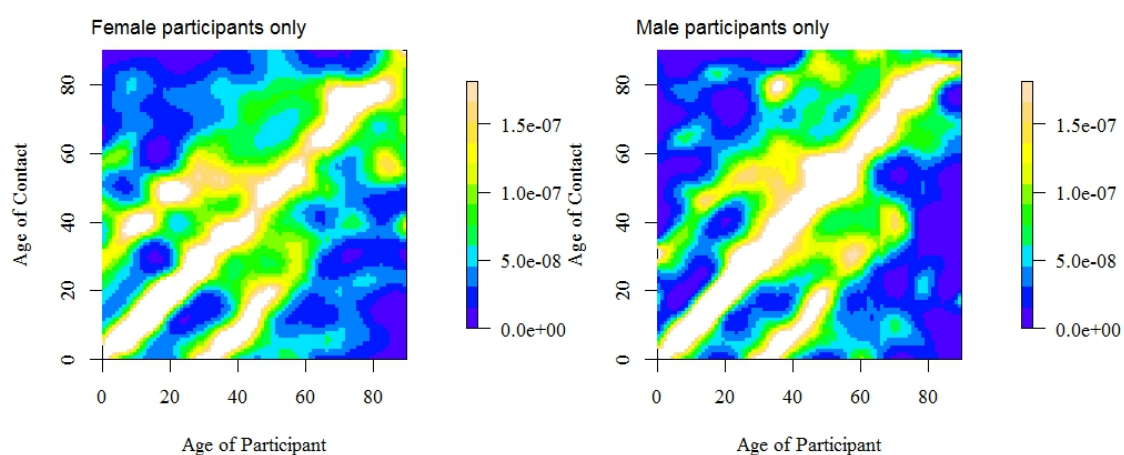 Female participants only
Male participants only
Age of Contact
80
60
40
20
0
0 20 40 60 80
Age of Participant
1.5e-07
1.0e-07
5.0e-08
0.0e+00
Age of Contact
80
60
40
20
0
0 20 40 60 80
Age of Participant
1.5e-07
1.0e-07
5.0e-08
0.0e+00